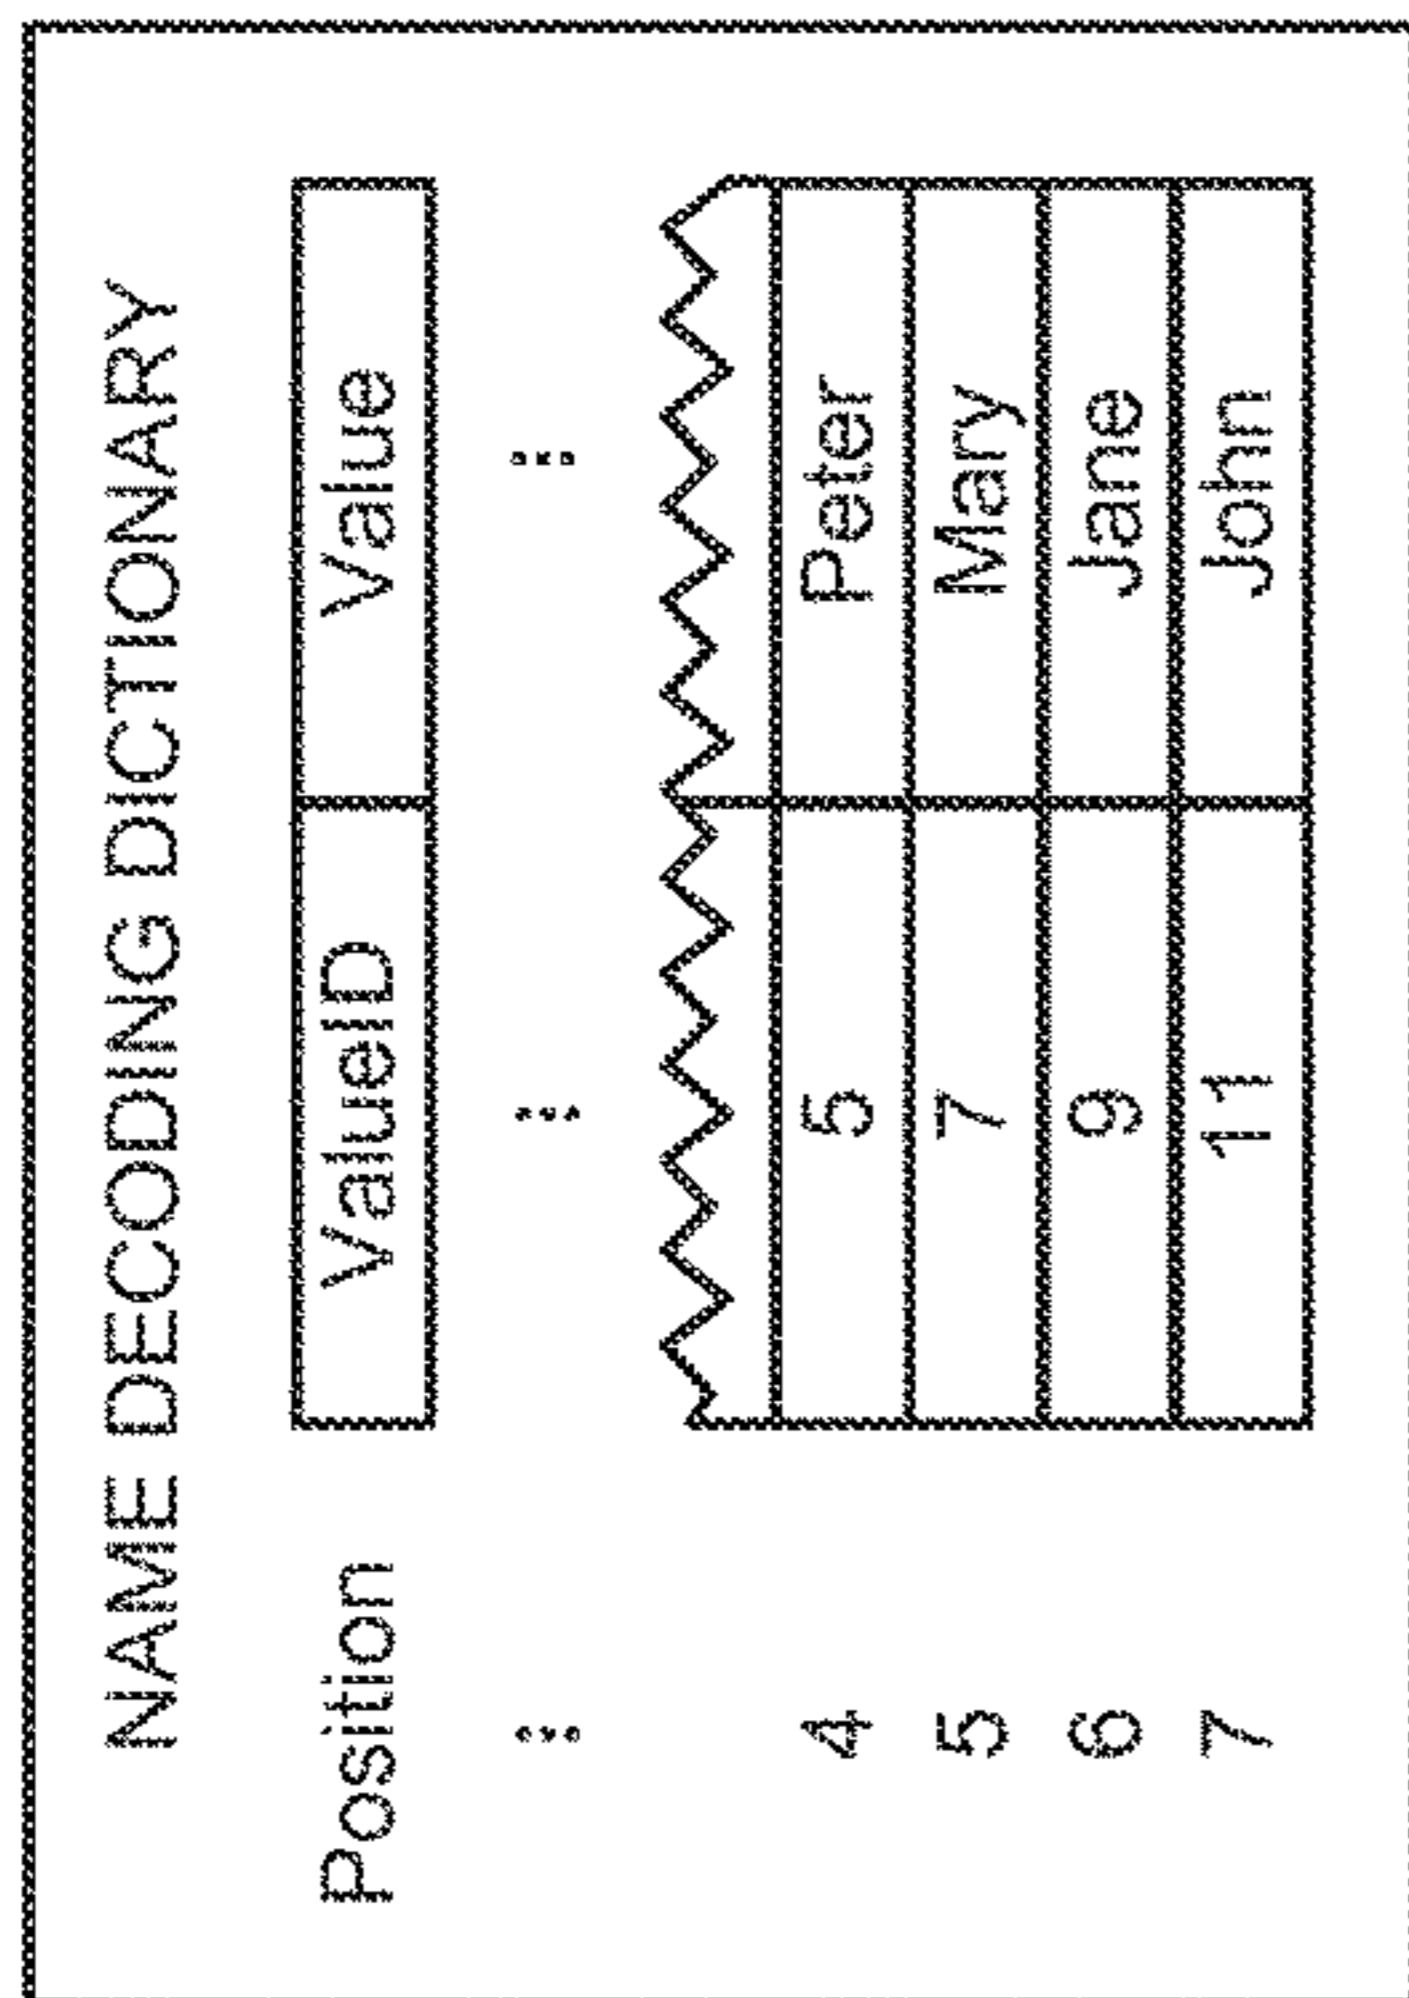 NAME DECODING DICTIONARY
Position ValueID Value
... ... ...
4 5 Peter
5 7 Mary
6 9 Jane
7 11 John